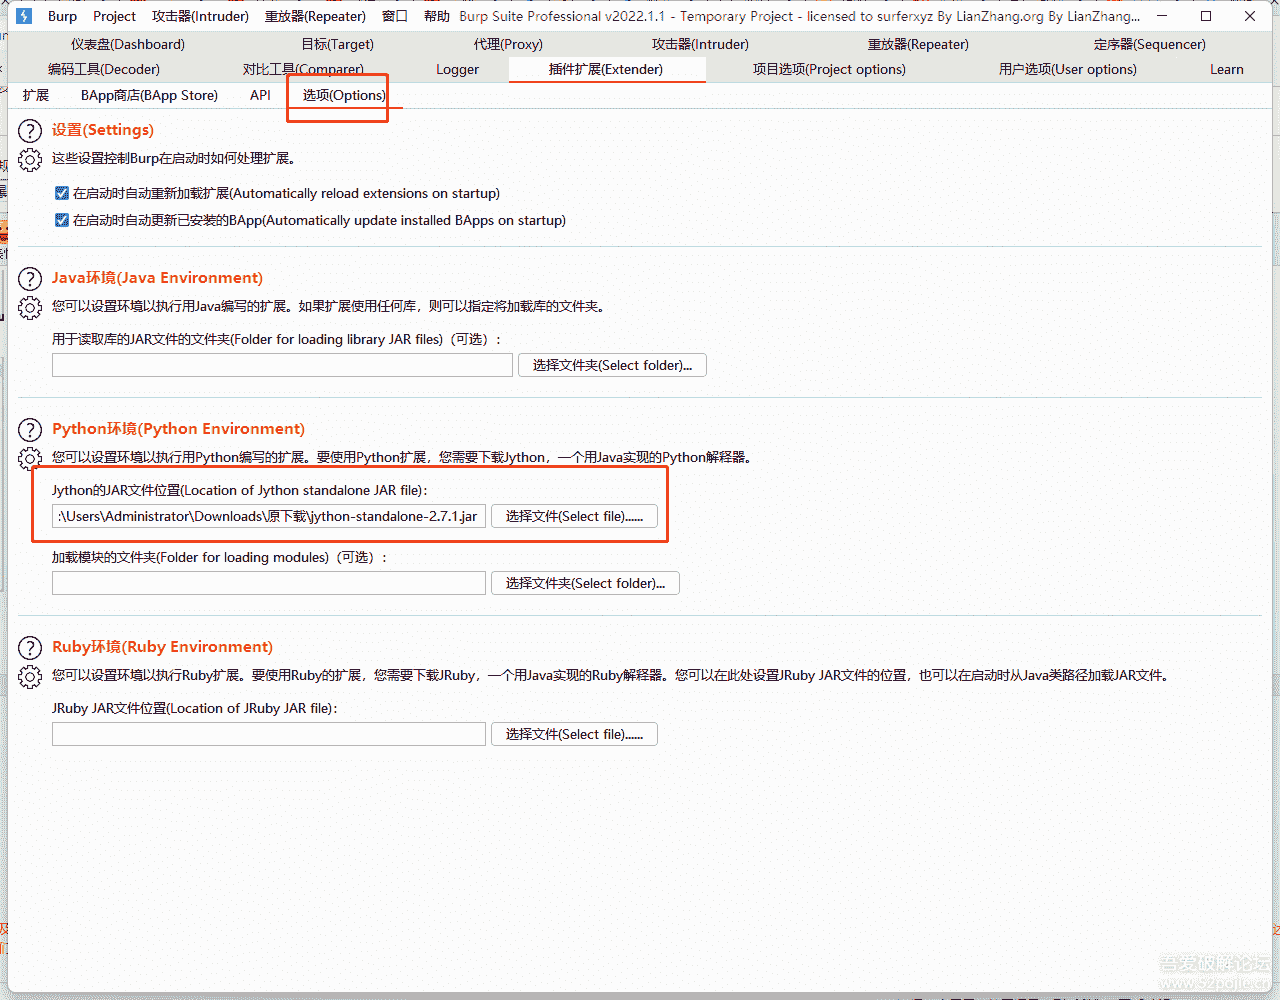 Burp Project 攻击器(Intruder) 重放器(Repeater) 窗口 帮助 Burp Suite Professional v2022.1.1 - Temporary Project - licensed to surferxyz By LianZhang.org By LianZhang...
仪表盘(Dashboard) 目标(Target) 代理(Proxy) 攻击器(Intruder) 重放器(Repeater) 定序器(Sequencer)
编码工具(Decoder) 对比工具(Comparer) Logger 插件扩展(Extender) 项目选项(Project options) 用户选项(User options) Learn
扩展 BApp商店(BApp Store) API 选项(Options)
设置(Settings)
这些设置控制Burp在启动时如何处理扩展。
在启动时自动重新加载扩展(Automatically reload extensions on startup)
在启动时自动更新已安装的BApp(Automatically update installed BApps on startup)
Java环境(Java Environment)
您可以设置环境以执行用Java编写的扩展。如果扩展使用任何库，则可以指定将加载库的文件夹。
用于读取库的JAR文件的文件夹(Folder for loading library JAR files)（可选）:
选择文件夹(Select folder)...
Python环境(Python Environment)
您可以设置环境以执行用Python编写的扩展。要使用Python扩展，您需要下载Jython，一个用Java实现的Python解释器。
Jython的JAR文件位置(Location of Jython standalone JAR file):
:\Users\Administrator\Downloads\原下载\jython-standalone-2.7.1.jar 选择文件(Select file)......
加载模块的文件夹(Folder for loading modules)（可选）:
选择文件夹(Select folder)...
Ruby环境(Ruby Environment)
您可以设置环境以执行Ruby扩展。要使用Ruby的扩展，您需要下载JRuby，一个用Java实现的Ruby解释器。您可以在此处设置JRuby JAR文件的位置，也可以在启动时从Java类路径加载JAR文件。
JRuby JAR文件位置(Location of JRuby JAR file):
选择文件(Select file)......
吾爱破解论坛
www.52pojie.cn